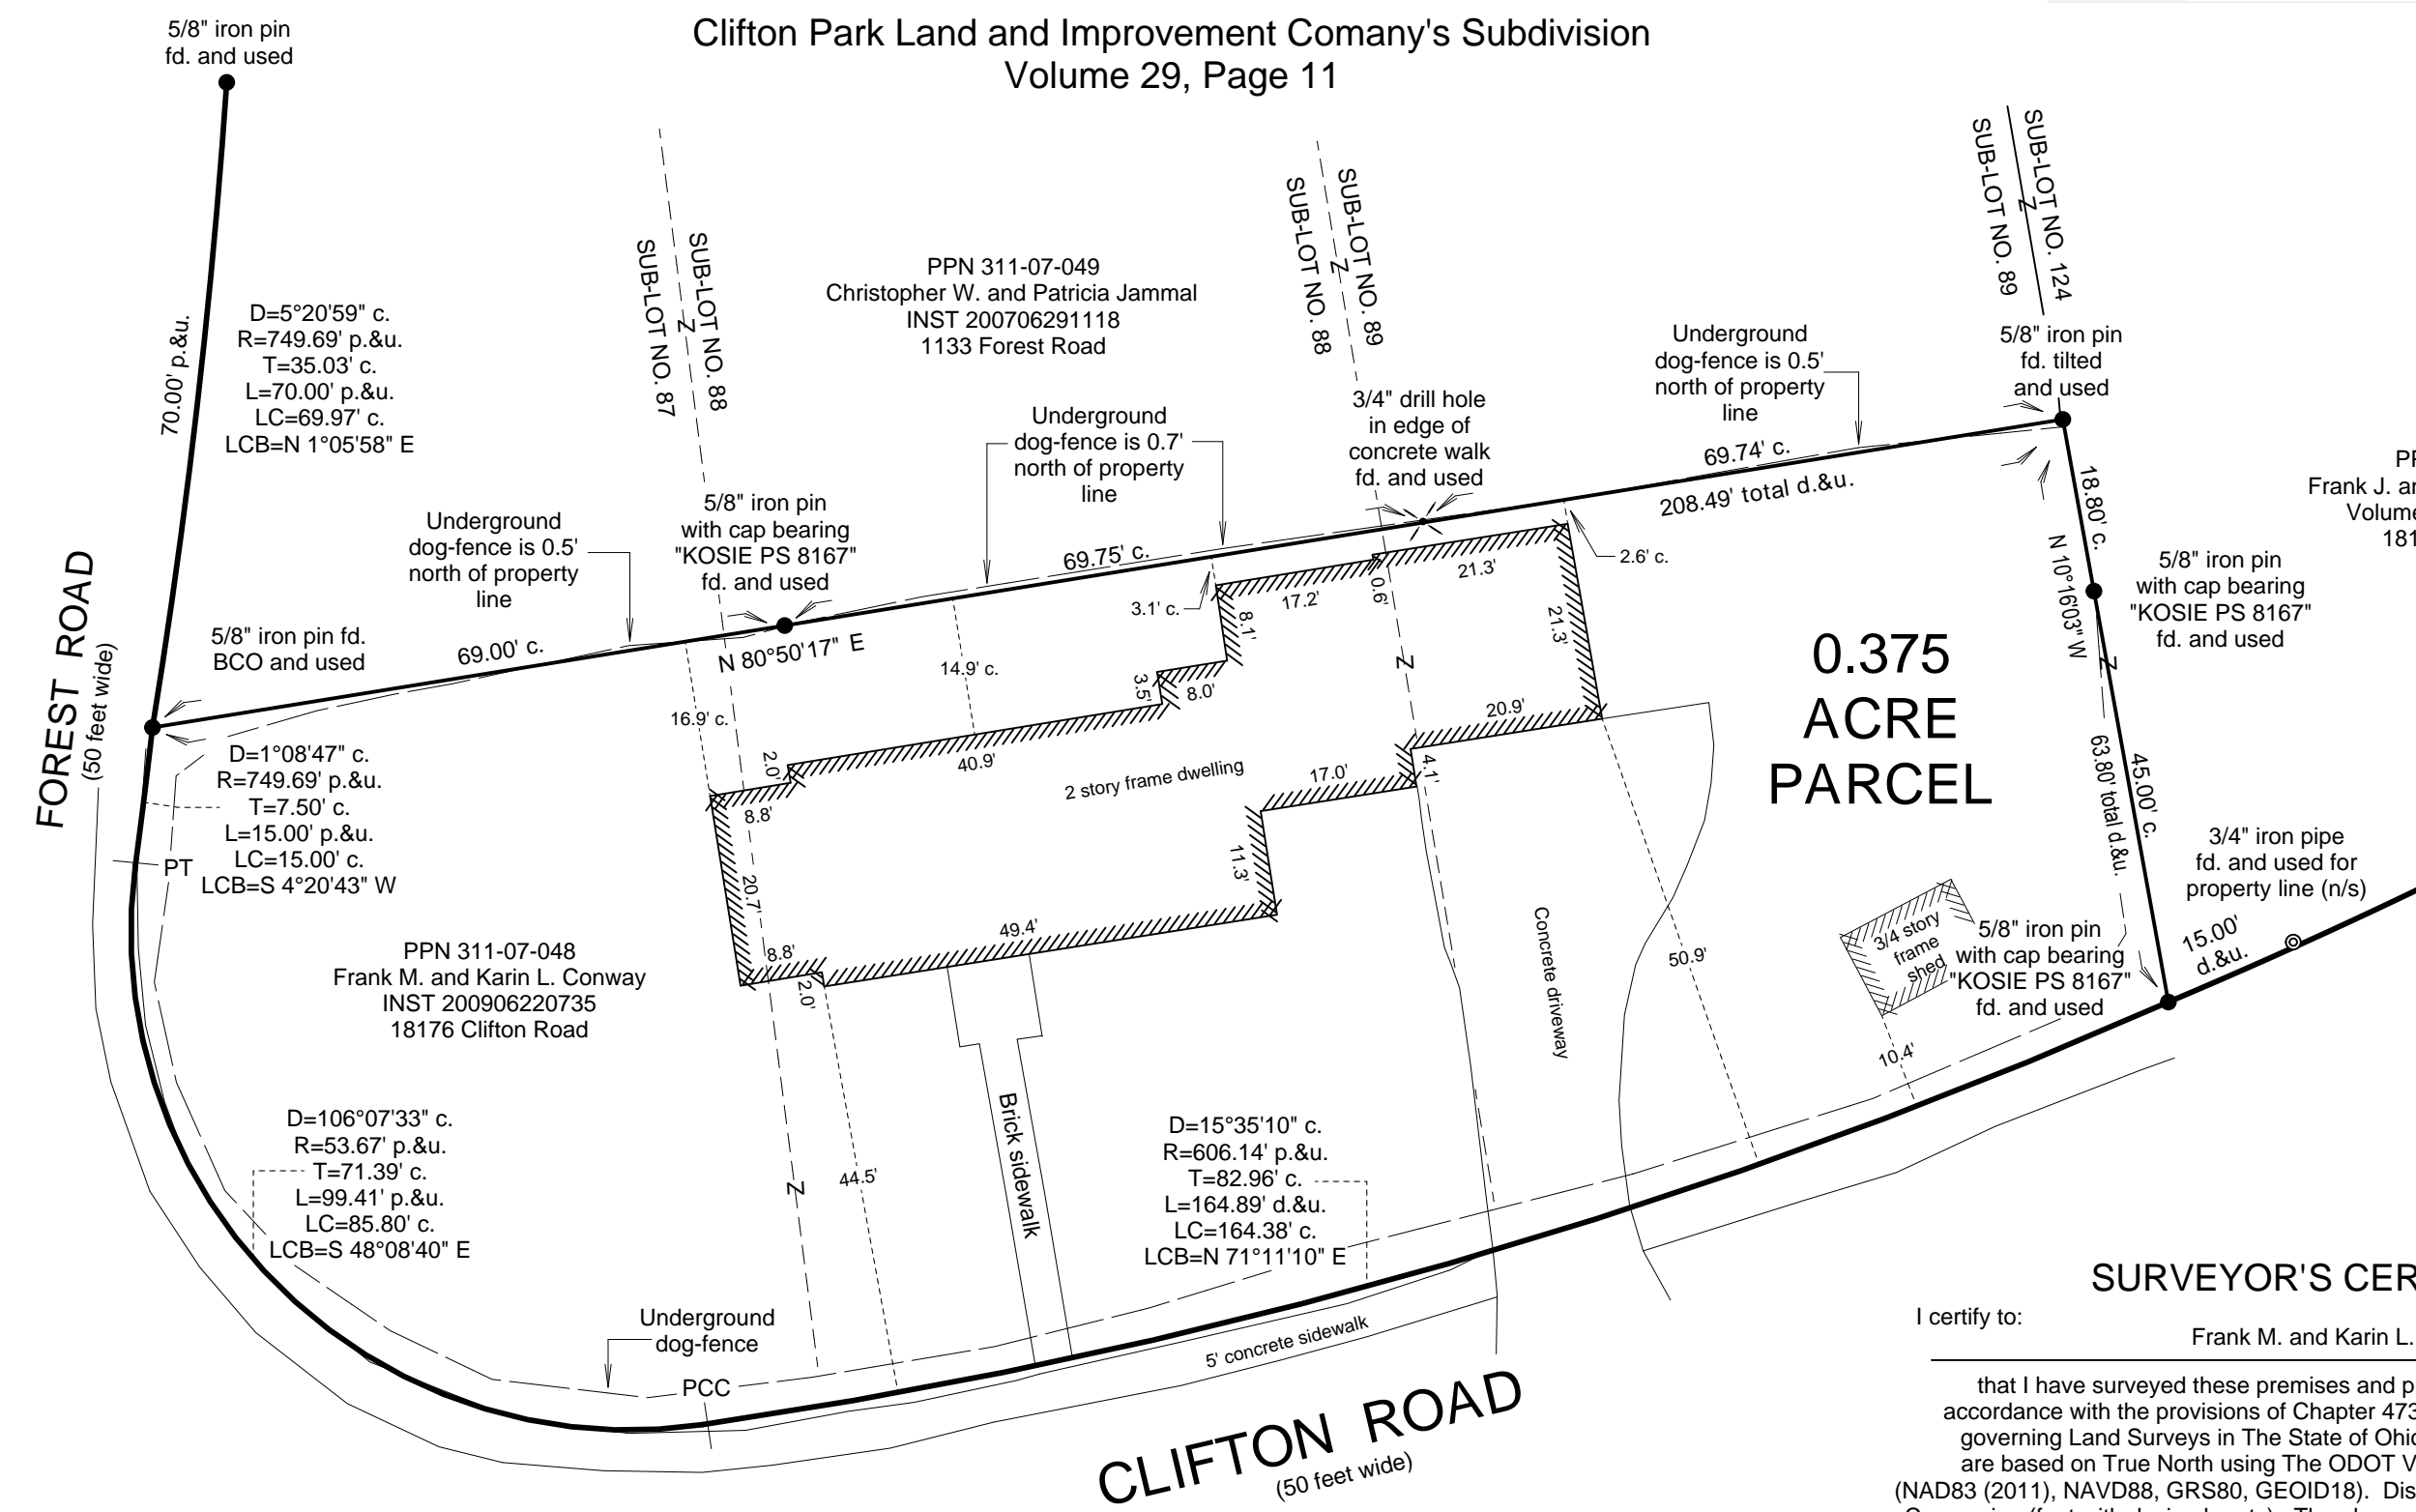 Clifton Park Land and Improvement Comany's Subdivision
Volume 29, Page 11
5/8" iron pin
fd. and used
70.00' p.&u.
D=5°20'59" c.
R=749.69' p.&u.
T=35.03' c.
L=70.00' p.&u.
LC=69.97' c.
LCB=N 1°05'58" E
SUB-LOT NO. 87
Z
SUB-LOT NO. 88
PPN 311-07-049
Christopher W. and Patricia Jammal
INST 200706291118
1133 Forest Road
SUB-LOT NO. 88
Z
SUB-LOT NO. 89
SUB-LOT NO. 89
Z
SUB-LOT NO. 124
Underground
dog-fence is 0.5'
north of property
line
5/8" iron pin
fd. tilted
and used
Underground
dog-fence is 0.7'
north of property
line
3/4" drill hole
in edge of
concrete walk
fd. and used
69.74' c.
208.49' total d.&u.
18.80' c.
N 10°16'03" W
Frank J.
Volume
5/8" iron pin
with cap bearing
"KOSIE PS 8167"
fd. and used
Underground
dog-fence is 0.5'
north of property
line
5/8" iron pin
with cap bearing
"KOSIE PS 8167"
fd. and used
69.75' c.
2.6' c.
FOREST ROAD
(50 feet wide)
5/8" iron pin fd.
BCO and used
69.00' c.
N 80°50'17" E
3.1' c.
17.2'
0.6'
21.3'
21.3'
8.1'
14.9' c.
3.5'
8.0'
Z
16.9' c.
20.9'
0.375
ACRE
PARCEL
Z
63.80' total d.&u.
45.00' c.
D=1°08'47" c.
R=749.69' p.&u.
T=7.50' c.
L=15.00' p.&u.
LC=15.00' c.
LCB=S 4°20'43" W
PT
2.0'
40.9'
8.8'
2 story frame dwelling
17.0'
4.1'
11.3'
20.7'
3/4" iron pipe
fd. and used for
property line (n/s)
15.00'
d.&u.
PPN 311-07-048
Frank M. and Karin L. Conway
INST 200906220735
18176 Clifton Road
8.8'
2.0'
49.4'
Concrete driveway
50.9'
3/4 story
frame
shed
5/8" iron pin
with cap bearing
"KOSIE PS 8167"
fd. and used
10.4'
D=106°07'33" c.
R=53.67' p.&u.
T=71.39' c.
L=99.41' p.&u.
LC=85.80' c.
LCB=S 48°08'40" E
Z
44.5'
Brick sidewalk
D=15°35'10" c.
R=606.14' p.&u.
T=82.96' c.
L=164.89' d.&u.
LC=164.38' c.
LCB=N 71°11'10" E
Underground
dog-fence
PCC
5' concrete sidewalk
CLIFTON ROAD
(50 feet wide)
SURVEYOR'S CER
I certify to:
Frank M. and Karin L.
that I have surveyed these premises and p
accordance with the provisions of Chapter 473
governing Land Surveys in The State of Ohio
are based on True North using The ODOT V
(NAD83 (2011), NAVD88, GRS80, GEOID18). Dis